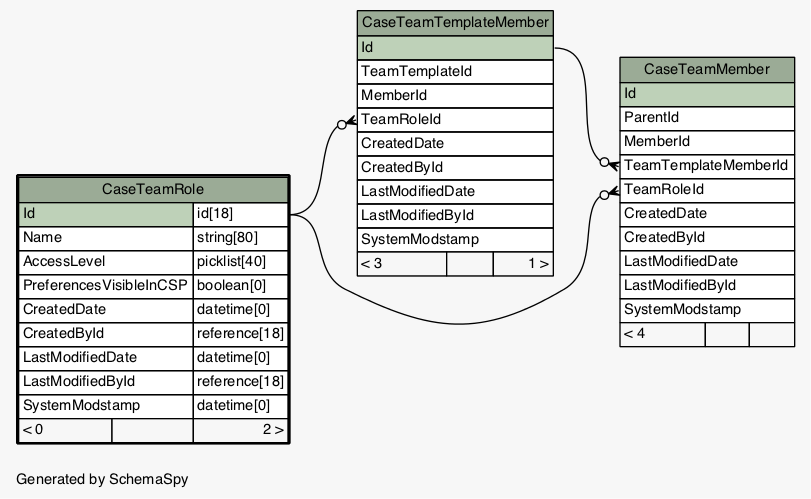 CaseTeamTemplateMember
Id
TeamTemplateId
MemberId
TeamRoleId
CreatedDate
CreatedById
LastModifiedDate
LastModifiedById
SystemModstamp
< 3 1 >
CaseTeamMember
Id
ParentId
MemberId
TeamTemplateMemberId
TeamRoleId
CreatedDate
CreatedById
LastModifiedDate
LastModifiedById
SystemModstamp
< 4
CaseTeamRole
Id id[18]
Name string[80]
AccessLevel picklist[40]
PreferencesVisibleInCSP boolean[0]
CreatedDate datetime[0]
CreatedById reference[18]
LastModifiedDate datetime[0]
LastModifiedById reference[18]
SystemModstamp datetime[0]
< 0 2 >
Generated by SchemaSpy